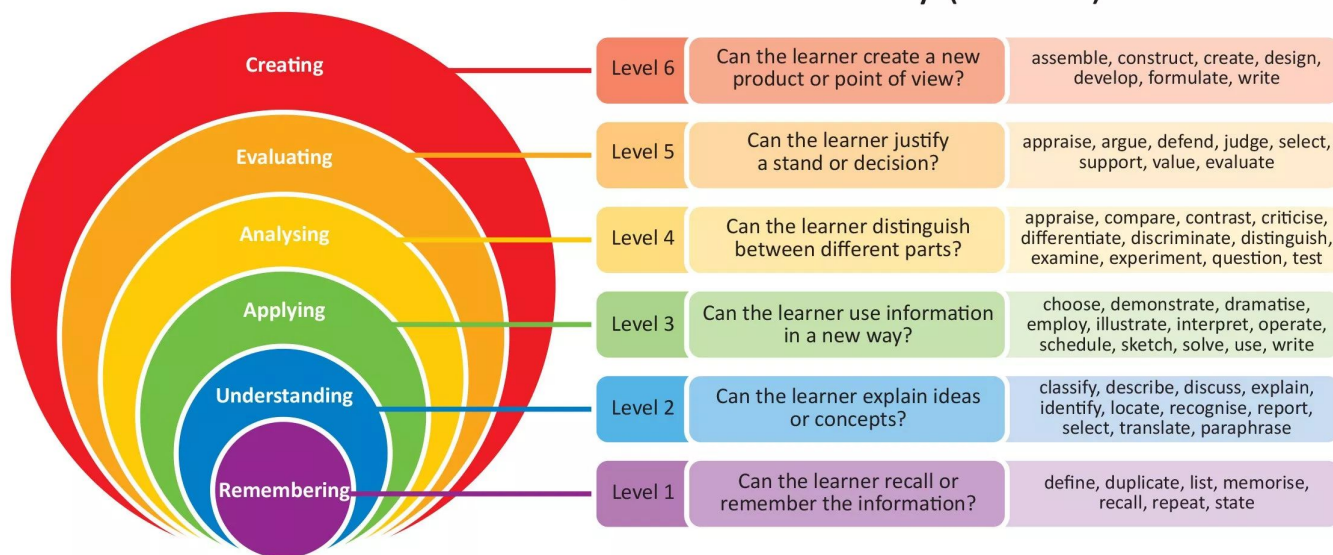 Creating
Level 6
Can the learner create a new
product or point of view?
assemble, construct, create, design,
develop, formulate, write
Evaluating
Level 5
Can the learner justify
a stand or decision?
appraise, argue, defend, judge, select,
support, value, evaluate
Analysing
Level 4
Can the learner distinguish
between different parts?
appraise, compare, contrast, criticise,
differentiate, discriminate, distinguish,
examine, experiment, question, test
Applying
Level 3
Can the learner use information
in a new way?
choose, demonstrate, dramatise,
employ, illustrate, interpret, operate,
schedule, sketch, solve, use, write
Understanding
Level 2
Can the learner explain ideas
or concepts?
classify, describe, discuss, explain,
identify, locate, recognise, report,
select, translate, paraphrase
Remembering
Level 1
Can the learner recall or
remember the information?
define, duplicate, list, memorise,
recall, repeat, state